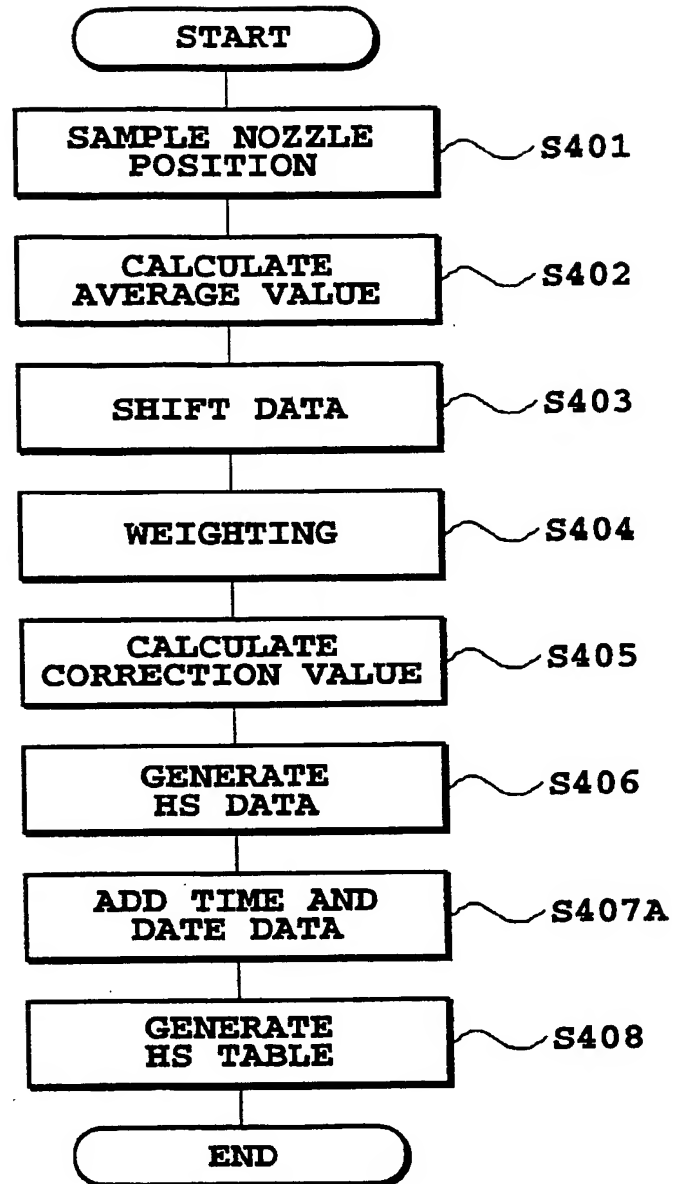 START
SAMPLE NOZZLE
POSITION
S401
CALCULATE
AVERAGE VALUE
S402
SHIFT DATA
S403
WEIGHTING
S404
CALCULATE
CORRECTION VALUE
S405
GENERATE
HS DATA
S406
ADD TIME AND
DATE DATA
S407A
GENERATE
HS TABLE
S408
END